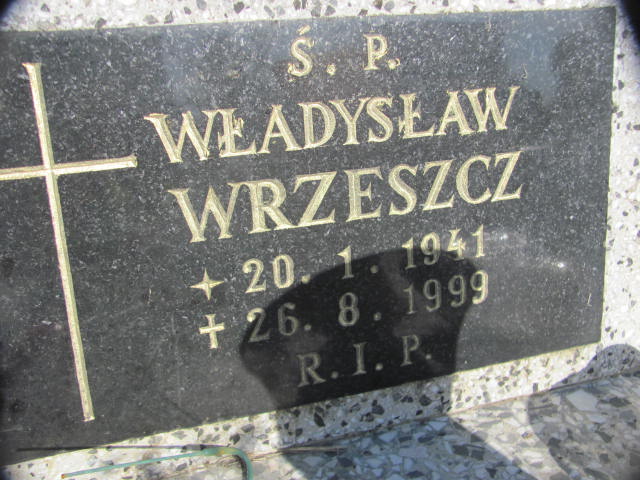 Ś. P.
WŁADYSŁAW
WRZESZCZ
✦ 20. 1. 1941
✝ 26. 8. 1999
R. I. P.